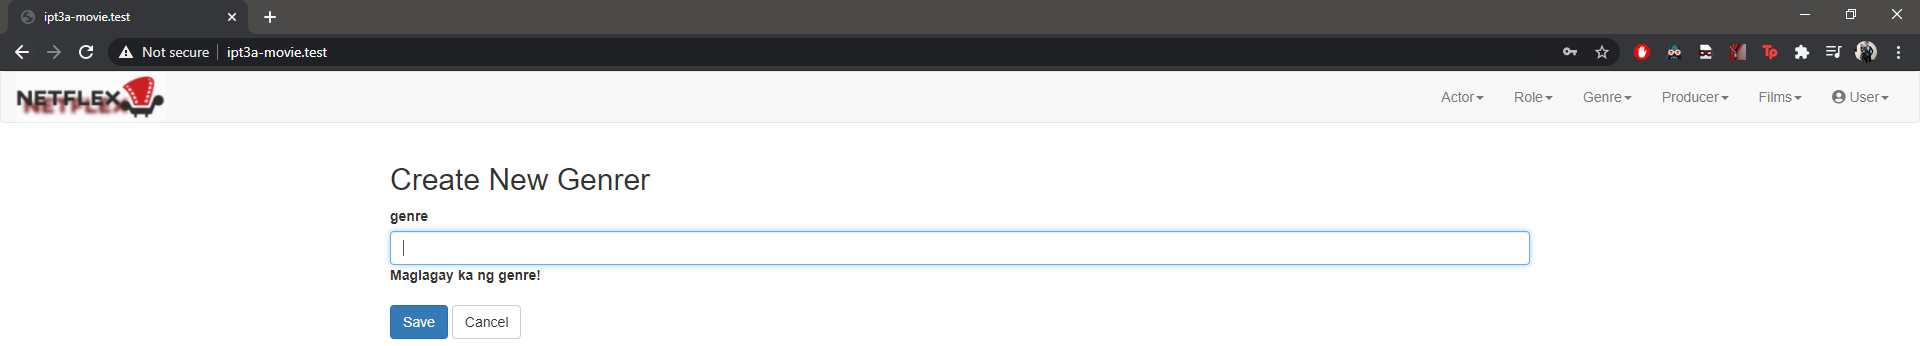 ipt3a-movie.test
Not secure ipt3a-movie.test
Tp
NETFLEX
Actor Role Genre Producer Films User
Create New Genrer
genre
Maglagay ka ng genre!
Save Cancel